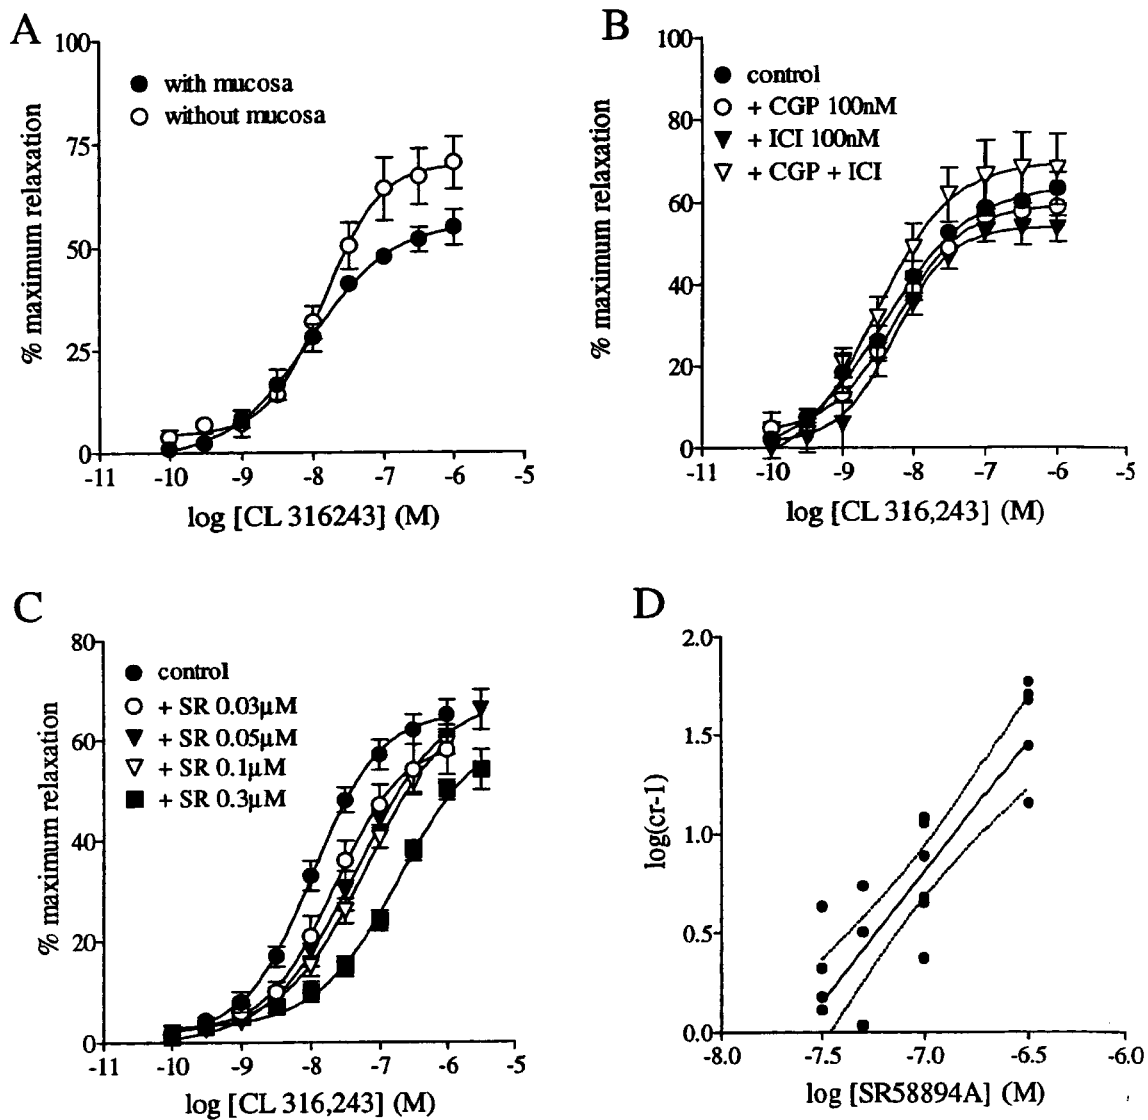 A
100
75
50
25
0
% maximum relaxation
with mucosa
without mucosa
-11 -10 -9 -8 -7 -6 -5
log [CL 316243] (M)
B
100
80
60
40
20
0
% maximum relaxation
control
+ CGP 100nM
+ ICI 100nM
+ CGP + ICI
-11 -10 -9 -8 -7 -6 -5
log [CL 316,243] (M)
C
80
60
40
20
0
% maximum relaxation
control
+ SR 0.03µM
+ SR 0.05µM
+ SR 0.1µM
+ SR 0.3µM
-11 -10 -9 -8 -7 -6 -5
log [CL 316,243] (M)
D
2.0
1.5
1.0
0.5
0.0
log(cr-1)
-8.0 -7.5 -7.0 -6.5 -6.0
log [SR58894A] (M)